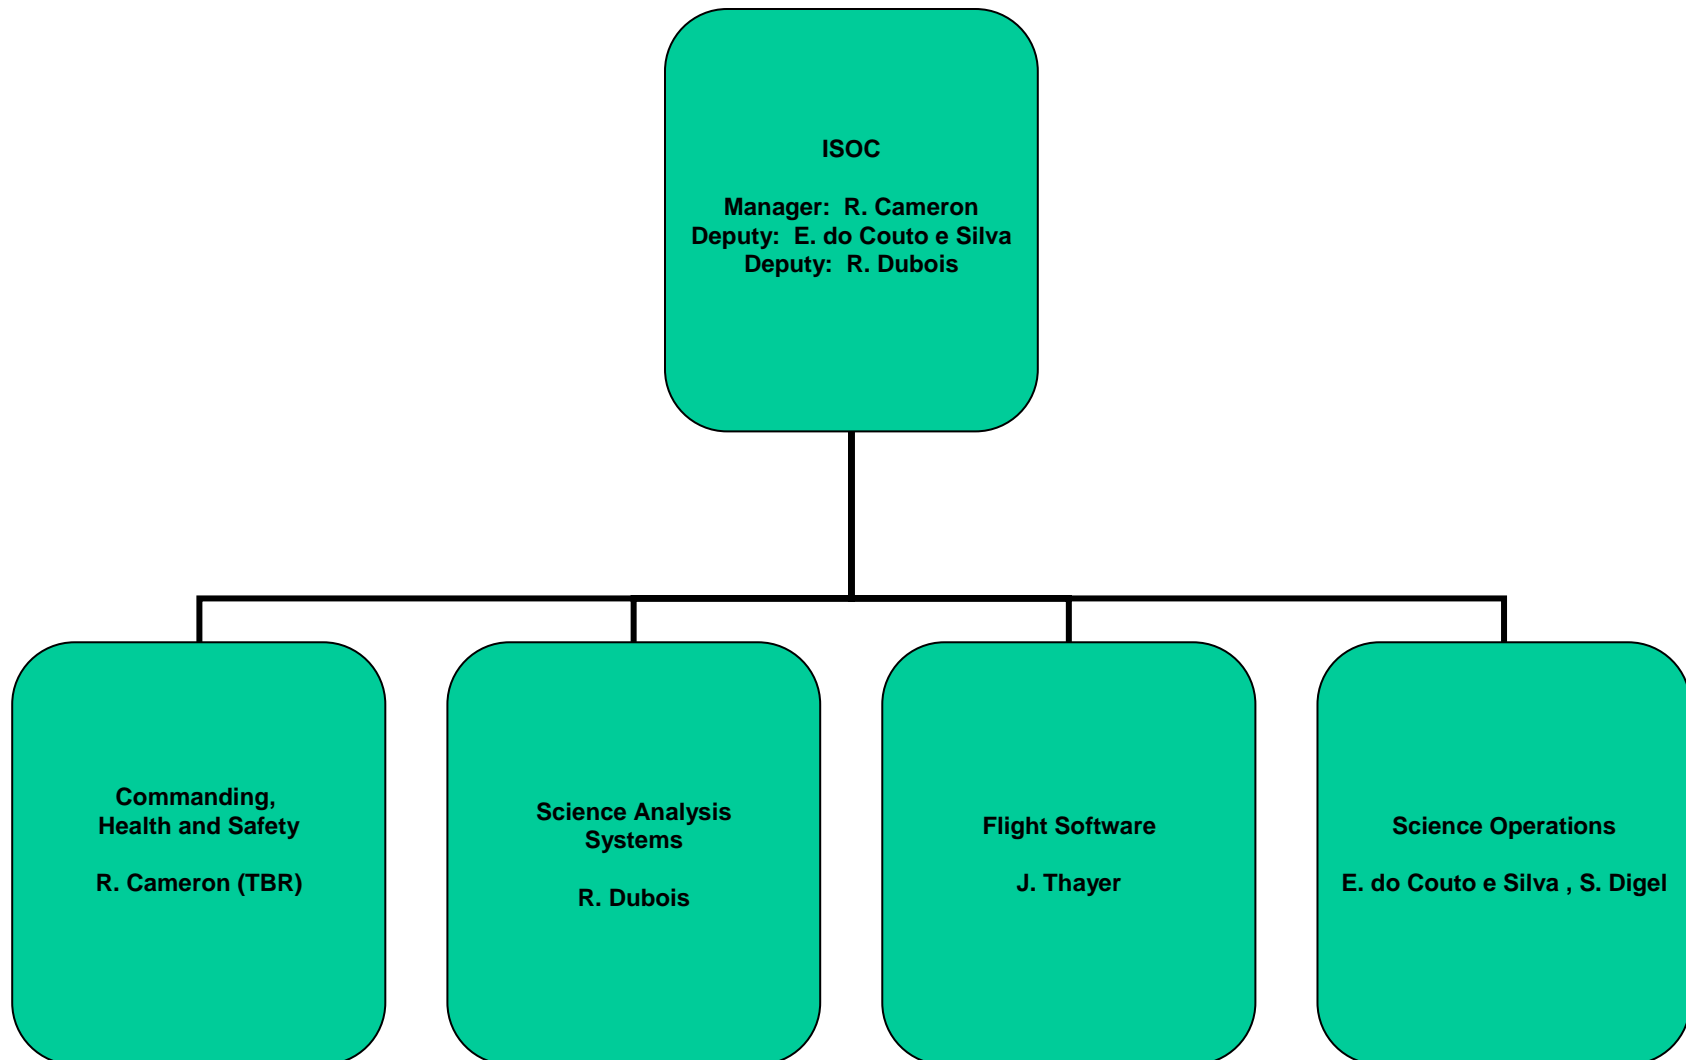 ISOC
Manager: R. Cameron
Deputy: E. do Couto e Silva
Deputy: R. Dubois
Commanding,
Health and Safety
R. Cameron (TBR)
Science Analysis
Systems
R. Dubois
Flight Software
J. Thayer
Science Operations
E. do Couto e Silva , S. Digel